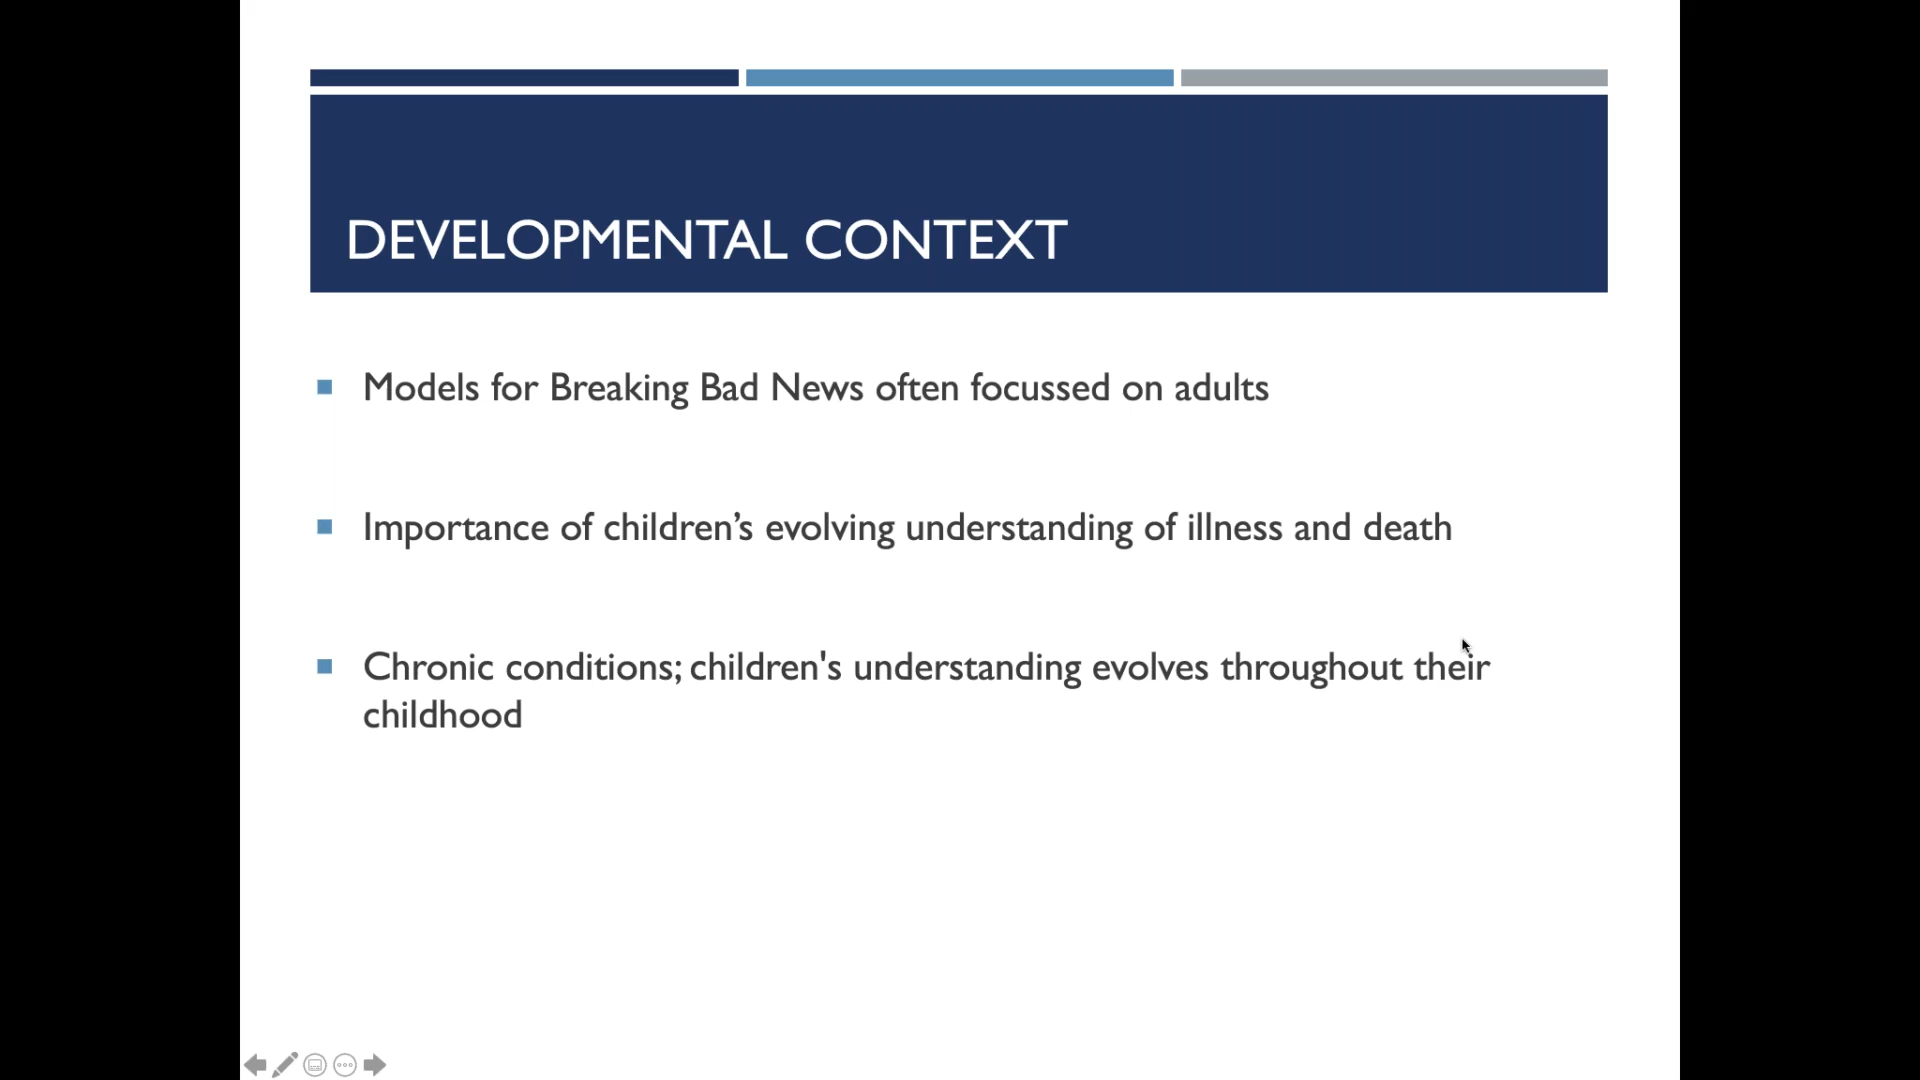 DEVELOPMENTAL CONTEXT
Models for Breaking Bad News often focussed on adults
Importance of children’s evolving understanding of illness and death
Chronic conditions; children's understanding evolves throughout their
childhood